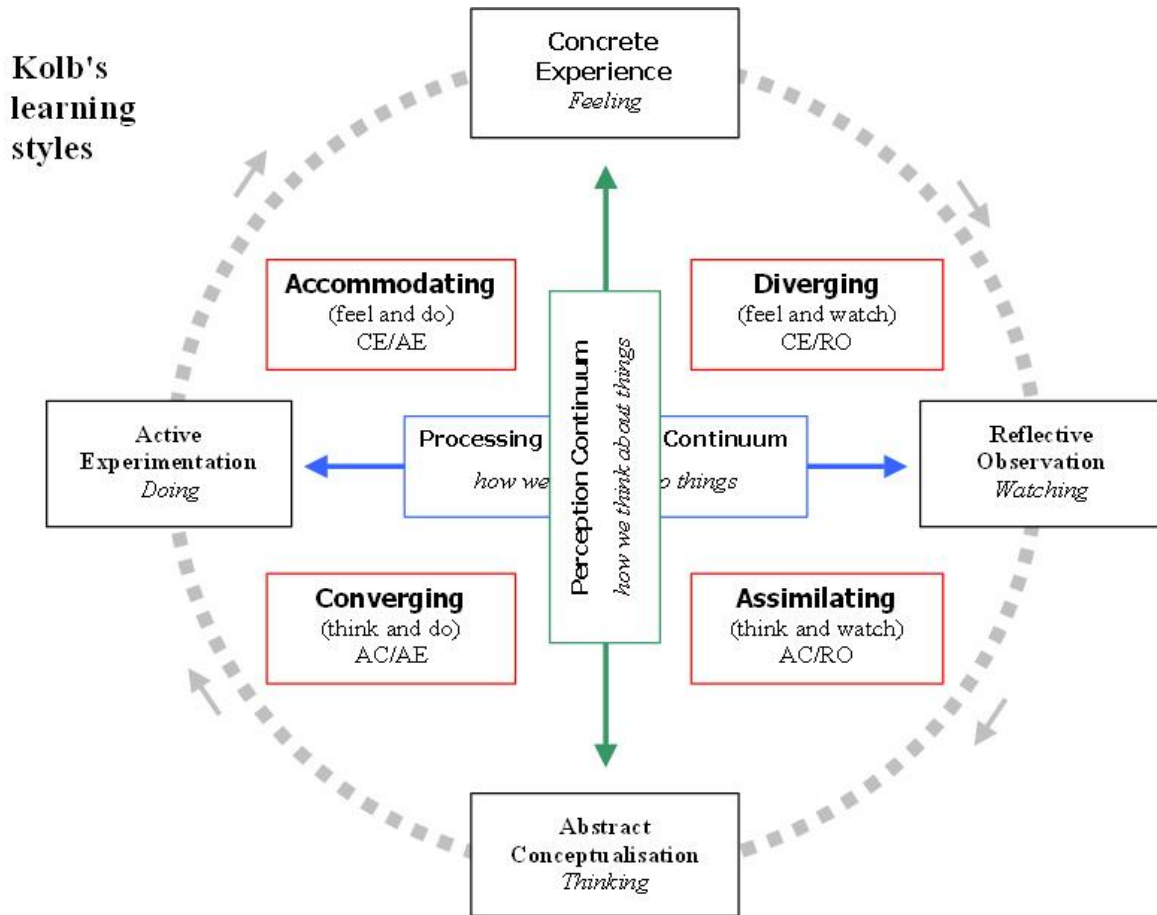 Kolb's
learning
styles
Concrete
Experience
Feeling
Accommodating
(feel and do)
CE/AE
Diverging
(feel and watch)
CE/RO
Perception Continuum
how we think about things
Active
Experimentation
Doing
Processing Continuum
how we things
Reflective
Observation
Watching
Converging
(think and do)
AC/AE
Assimilating
(think and watch)
AC/RO
Abstract
Conceptualisation
Thinking